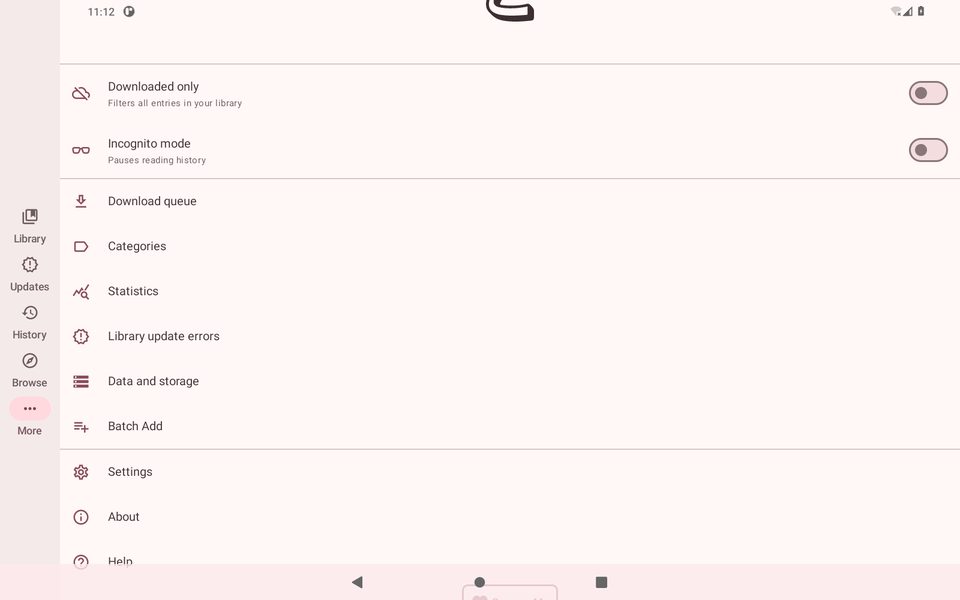 11:12
Downloaded only
Filters all entries in your library
Incognito mode
Pauses reading history
Download queue
Categories
Statistics
Library update errors
Data and storage
Batch Add
Settings
About
Help
Library
Updates
History
Browse
More